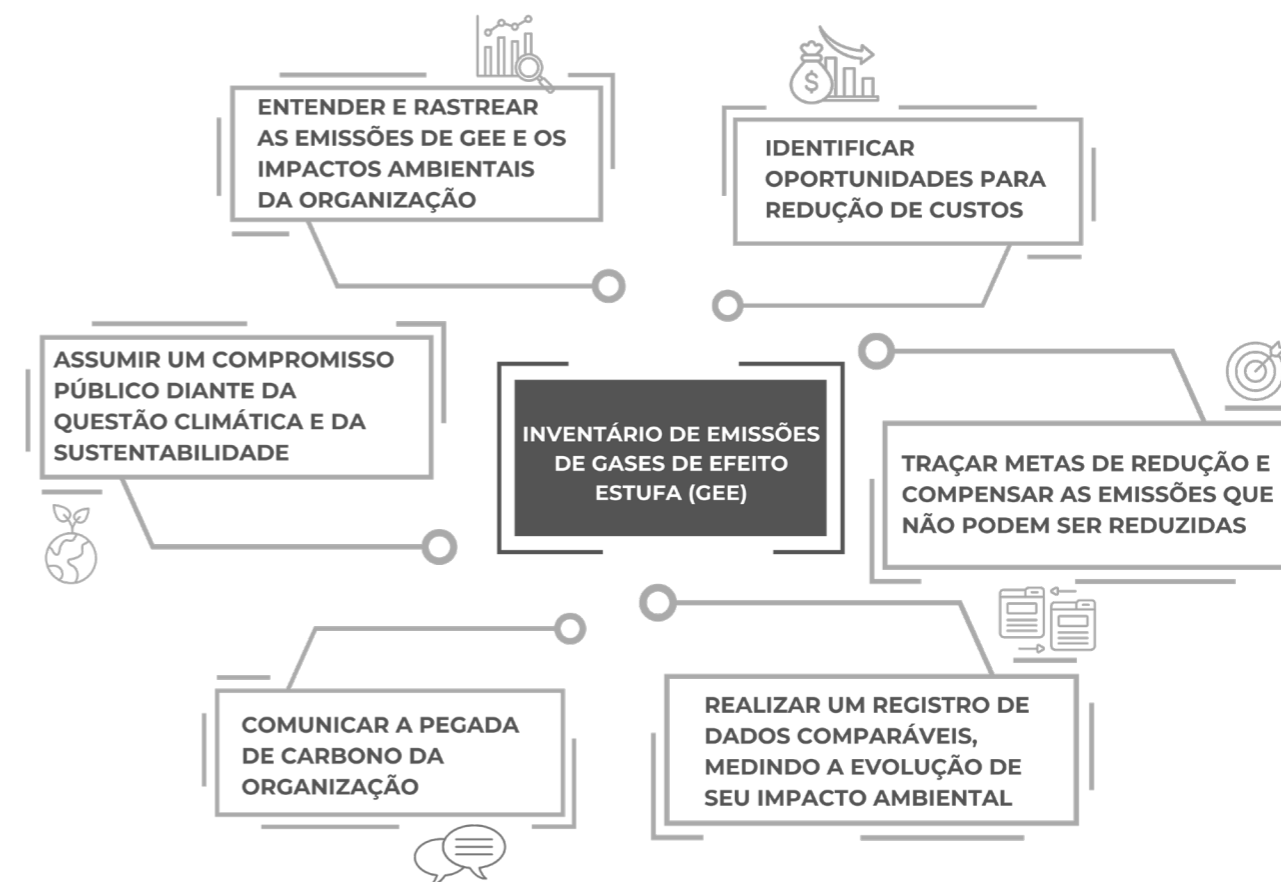 ENTENDER E RASTREAR
AS EMISSÕES DE GEE E OS
IMPACTOS AMBIENTAIS
DA ORGANIZAÇÃO
IDENTIFICAR
OPORTUNIDADES PARA
REDUÇÃO DE CUSTOS
ASSUMIR UM COMPROMISSO
PÚBLICO DIANTE DA
QUESTÃO CLIMÁTICA E DA
SUSTENTABILIDADE
INVENTÁRIO DE EMISSÕES
DE GASES DE EFEITO
ESTUFA (GEE)
TRAÇAR METAS DE REDUÇÃO E
COMPENSAR AS EMISSÕES QUE
NÃO PODEM SER REDUZIDAS
COMUNICAR A PEGADA
DE CARBONO DA
ORGANIZAÇÃO
REALIZAR UM REGISTRO DE
DADOS COMPARÁVEIS,
MEDINDO A EVOLUÇÃO DE
SEU IMPACTO AMBIENTAL
$